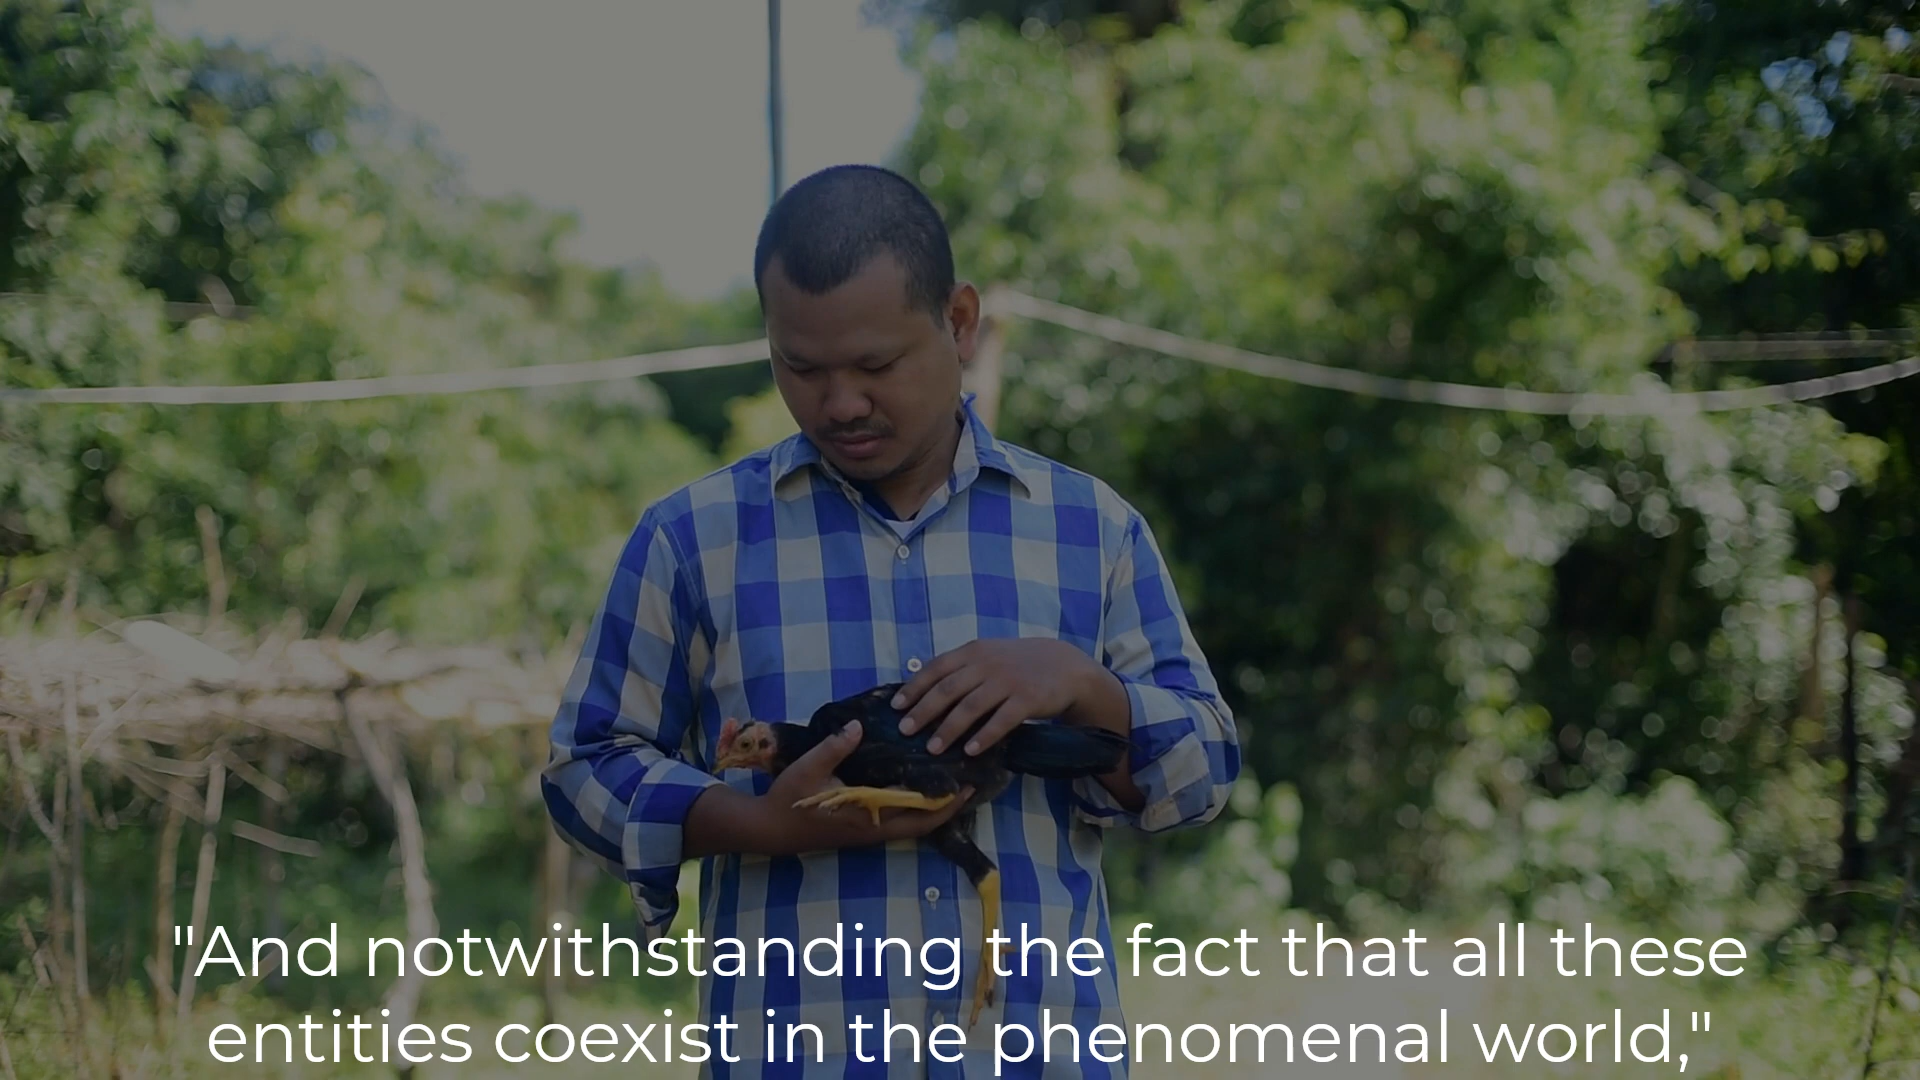 "And notwithstanding the fact that all these
entities coexist in the phenomenal world,"